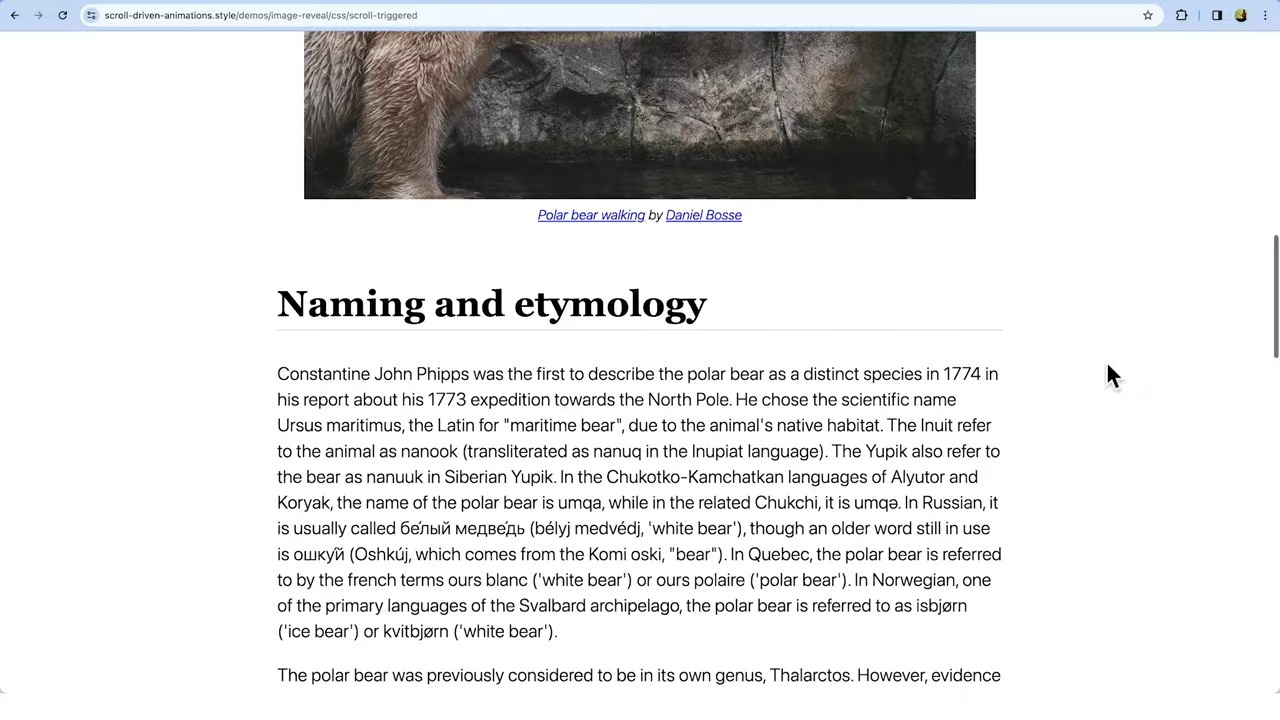 scroll-driven-animations.style/demos/image-reveal/css/scroll-triggered
Polar bear walking by Daniel Bosse
Naming and etymology
Constantine John Phipps was the first to describe the polar bear as a distinct species in 1774 in
his report about his 1773 expedition towards the North Pole. He chose the scientific name
Ursus maritimus, the Latin for "maritime bear", due to the animal's native habitat. The Inuit refer
to the animal as nanook (transliterated as nanuq in the Inupiat language). The Yupik also refer to
the bear as nanuuk in Siberian Yupik. In the Chukotko-Kamchatkan languages of Alyutor and
Koryak, the name of the polar bear is umqa, while in the related Chukchi, it is umqə. In Russian, it
is usually called бе́лый медве́дь (bélyj medvédj, 'white bear'), though an older word still in use
is ошку́й (Oshkúj, which comes from the Komi oski, "bear"). In Quebec, the polar bear is referred
to by the french terms ours blanc ('white bear') or ours polaire ('polar bear'). In Norwegian, one
of the primary languages of the Svalbard archipelago, the polar bear is referred to as isbjørn
('ice bear') or kvitbjørn ('white bear').
The polar bear was previously considered to be in its own genus, Thalarctos. However, evidence